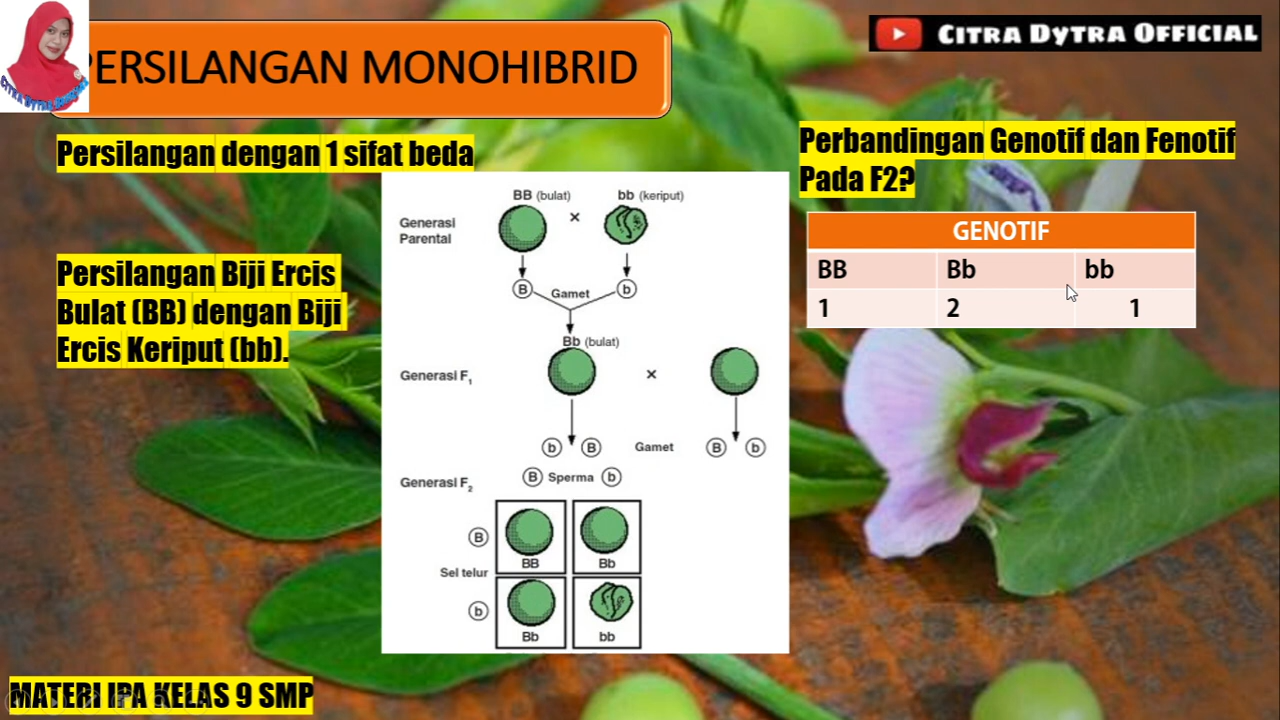 PERSILANGAN MONOHIBRID
CITRA DYTRA OFFICIAL
Persilangan dengan 1 sifat beda
Persilangan Biji Ercis
Bulat (BB) dengan Biji
Ercis Keriput (bb).
BB (bulat)
bb (keriput)
×
Generasi
Parental
B
Gamet
b
Bb (bulat)
Generasi F1
×
b B
Gamet
B b
Generasi F2
B Sperma b
B
BB
Bb
Sel telur
b
Bb
bb
Perbandingan Genotif dan Fenotif
Pada F2?
GENOTIF
BB Bb bb
1 2 1
MATERI IPA KELAS 9 SMP